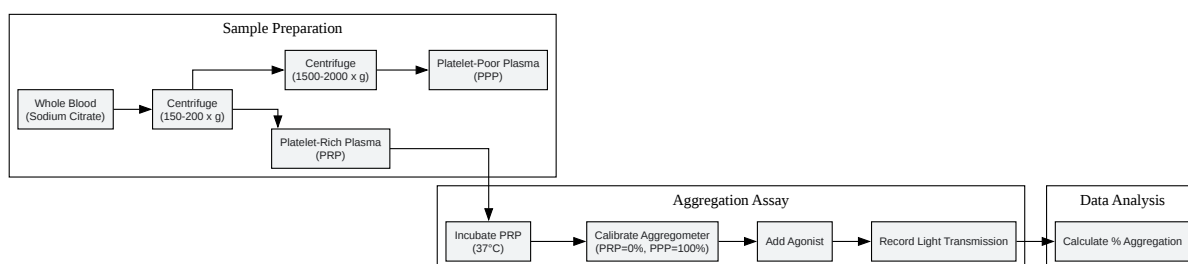 Sample Preparation
Whole Blood
(Sodium Citrate)
Centrifuge
(150-200 x g)
Centrifuge
(1500-2000 x g)
Platelet-Poor Plasma
(PPP)
Platelet-Rich Plasma
(PRP)
Aggregation Assay
Incubate PRP
(37°C)
Calibrate Aggregometer
(PRP=0%, PPP=100%)
Add Agonist
Record Light Transmission
Data Analysis
Calculate % Aggregation